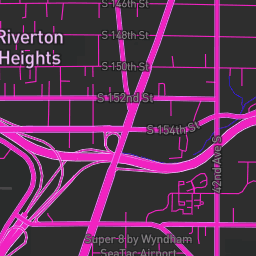 S 146th St
Riverton
Heights
S 148th St
S 150th St
S 152nd St
S 154th St
42nd Ave S
Super 8 by Wyndham
SeaTac Airport